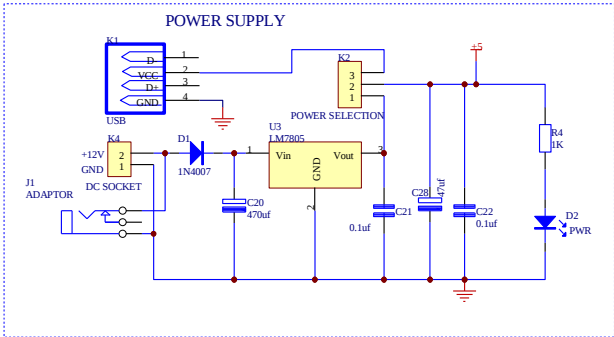 POWER SUPPLY
K1
D-
1
VCC
2
D+
3
GND
4
USB
K2
3
2
1
POWER SELECTION
+5
K4
+12V
2
GND
1
DC SOCKET
J1
ADAPTOR
D1
1N4007
U3
LM7805
1
Vin
Vout
3
GND
2
C20
470uf
C21
0.1uf
C28
47uf
C22
0.1uf
R4
1K
D2
PWR